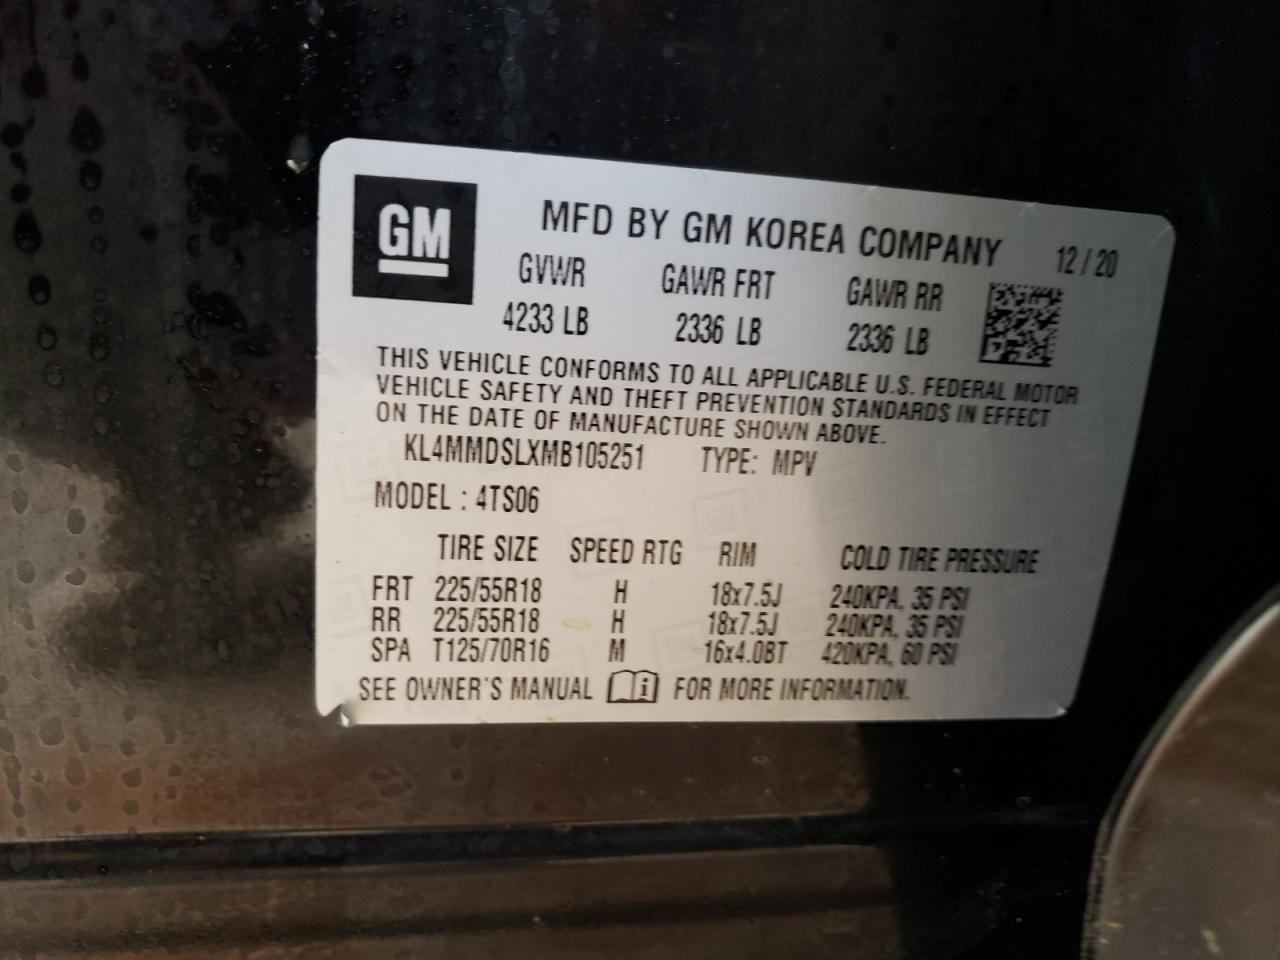 GM
MFD BY GM KOREA COMPANY 12/20
GVWR GAWR FRT GAWR RR
4233 LB 2336 LB 2336 LB
THIS VEHICLE CONFORMS TO ALL APPLICABLE U.S. FEDERAL MOTOR
VEHICLE SAFETY AND THEFT PREVENTION STANDARDS IN EFFECT
ON THE DATE OF MANUFACTURE SHOWN ABOVE.
KL4MMDSLXMB105251 TYPE: MPV
MODEL : 4TS06
TIRE SIZE SPEED RTG RIM COLD TIRE PRESSURE
FRT 225/55R18 H 18x7.5J 240KPA, 35 PSI
RR 225/55R18 H 18x7.5J 240KPA, 35 PSI
SPA T125/70R16 M 16x4.0BT 420KPA, 60 PSI
SEE OWNER'S MANUAL i FOR MORE INFORMATION.